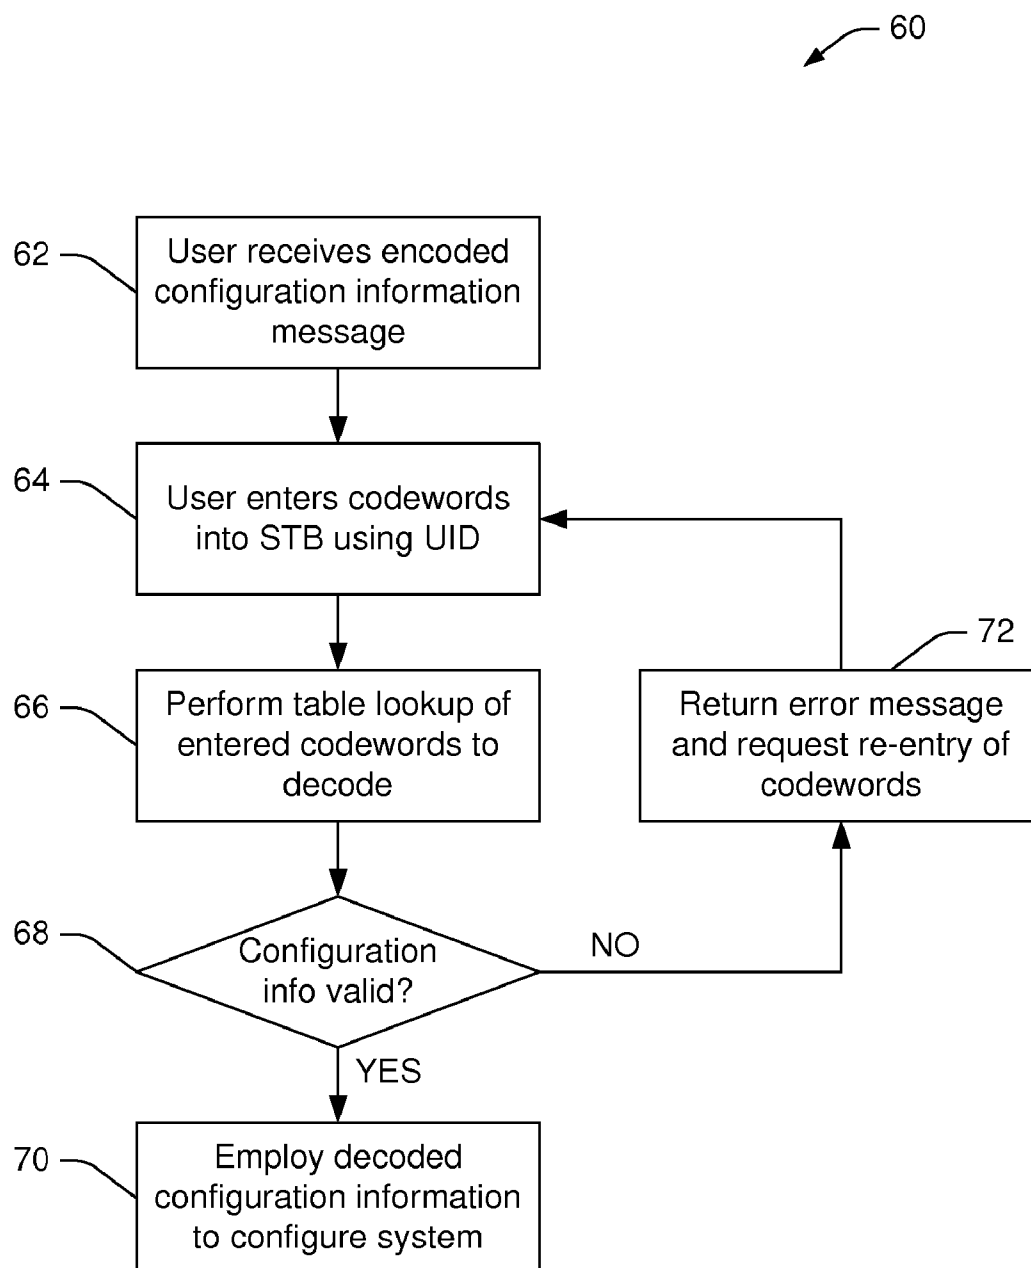 60
62
User receives encoded
configuration information
message
64
User enters codewords
into STB using UID
72
66
Perform table lookup of
entered codewords to
decode
Return error message
and request re-entry of
codewords
68
Configuration
info valid?
NO
YES
70
Employ decoded
configuration information
to configure system